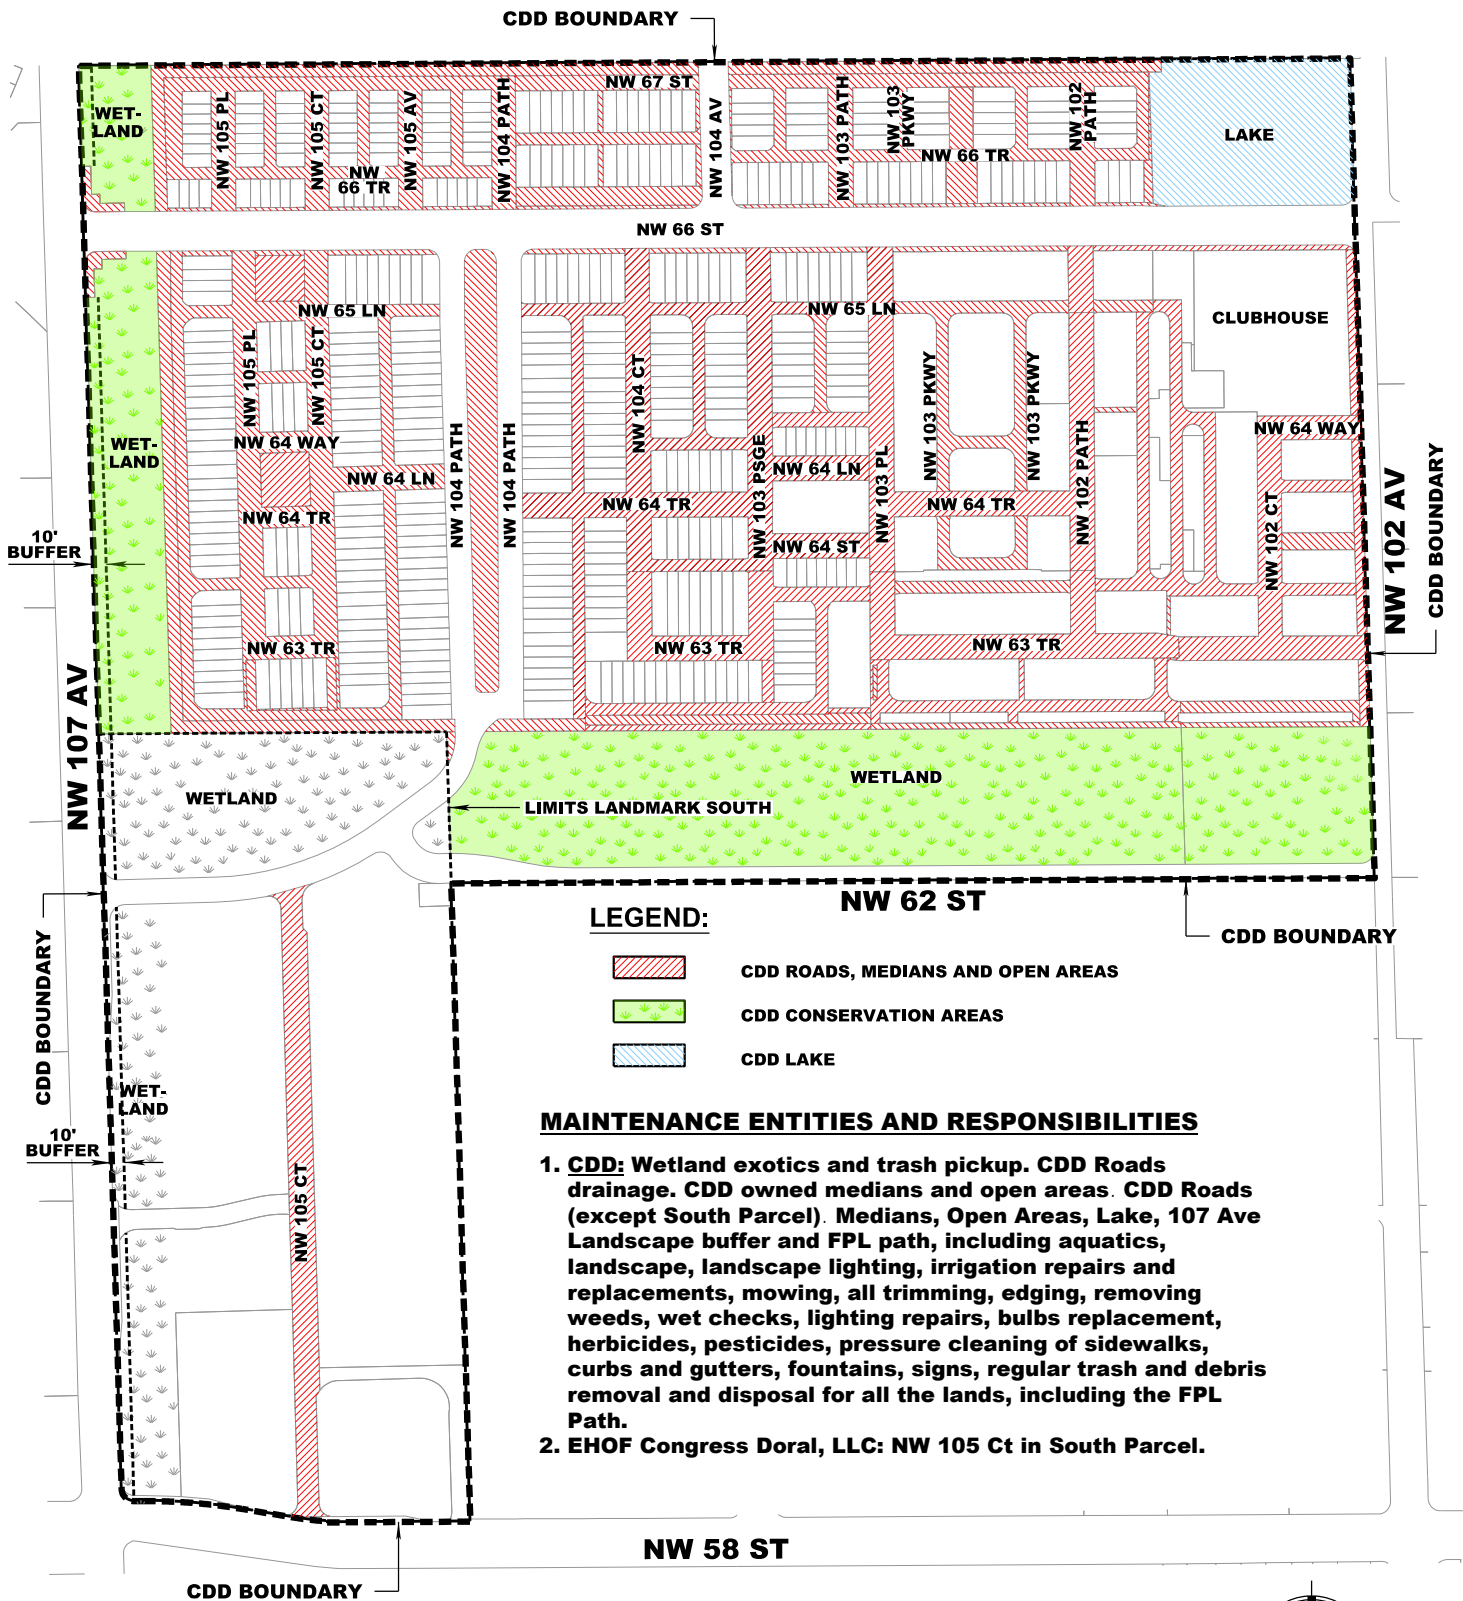 CDD BOUNDARY
NW 67 ST
WET-
LAND
NW 105 PL
NW 105 CT
NW 105 AV
NW 104 PATH
NW 104 AV
NW 103 PATH
NW 103
PKWY
NW 102
PATH
LAKE
NW
66 TR
NW 66 TR
NW 66 ST
NW 65 LN
NW 65 LN
CLUBHOUSE
NW 105 PL
NW 105 CT
NW 104 CT
NW 103 PKWY
NW 103 PKWY
WET-
LAND
NW 64 WAY
NW 64 WAY
NW 104 PATH
NW 104 PATH
NW 103 PSGE
NW 103 PL
NW 102 PATH
NW 64 LN
NW 64 LN
NW 102 CT
NW 102 AV
CDD BOUNDARY
NW 64 TR
NW 64 TR
NW 64 TR
10'
BUFFER
NW 64 ST
NW 63 TR
NW 63 TR
NW 63 TR
NW 107 AV
WETLAND
WETLAND
LIMITS LANDMARK SOUTH
NW 62 ST
CDD BOUNDARY
CDD BOUNDARY
LEGEND:
CDD ROADS, MEDIANS AND OPEN AREAS
CDD CONSERVATION AREAS
CDD LAKE
WET-
LAND
10'
BUFFER
NW 105 CT
MAINTENANCE ENTITIES AND RESPONSIBILITIES
1. CDD: Wetland exotics and trash pickup. CDD Roads
drainage. CDD owned medians and open areas. CDD Roads
(except South Parcel). Medians, Open Areas, Lake, 107 Ave
Landscape buffer and FPL path, including aquatics,
landscape, landscape lighting, irrigation repairs and
replacements, mowing, all trimming, edging, removing
weeds, wet checks, lighting repairs, bulbs replacement,
herbicides, pesticides, pressure cleaning of sidewalks,
curbs and gutters, fountains, signs, regular trash and debris
removal and disposal for all the lands, including the FPL
Path.
2. EHOF Congress Doral, LLC: NW 105 Ct in South Parcel.
NW 58 ST
CDD BOUNDARY